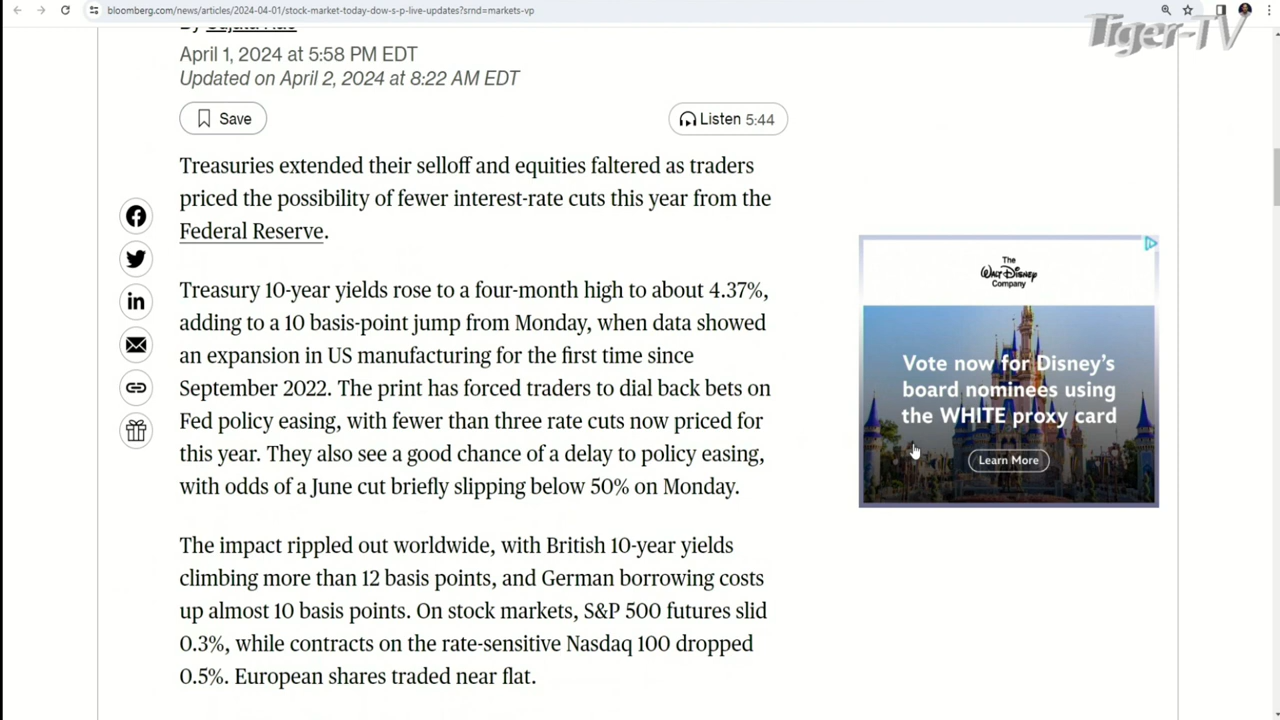 bloomberg.com/news/articles/2024-04-01/stock-market-today-dow-s-p-live-updates?srnd=markets-vp
Tiger-TV
By Sujata Rao
April 1, 2024 at 5:58 PM EDT
Updated on April 2, 2024 at 8:22 AM EDT
Save
Listen 5:44
Treasuries extended their selloff and equities faltered as traders
priced the possibility of fewer interest-rate cuts this year from the
Federal Reserve.
Treasury 10-year yields rose to a four-month high to about 4.37%,
adding to a 10 basis-point jump from Monday, when data showed
an expansion in US manufacturing for the first time since
September 2022. The print has forced traders to dial back bets on
Fed policy easing, with fewer than three rate cuts now priced for
this year. They also see a good chance of a delay to policy easing,
with odds of a June cut briefly slipping below 50% on Monday.
The impact rippled out worldwide, with British 10-year yields
climbing more than 12 basis points, and German borrowing costs
up almost 10 basis points. On stock markets, S&P 500 futures slid
0.3%, while contracts on the rate-sensitive Nasdaq 100 dropped
0.5%. European shares traded near flat.
The
Walt Disney
Company
Vote now for Disney's
board nominees using
the WHITE proxy card
Learn More